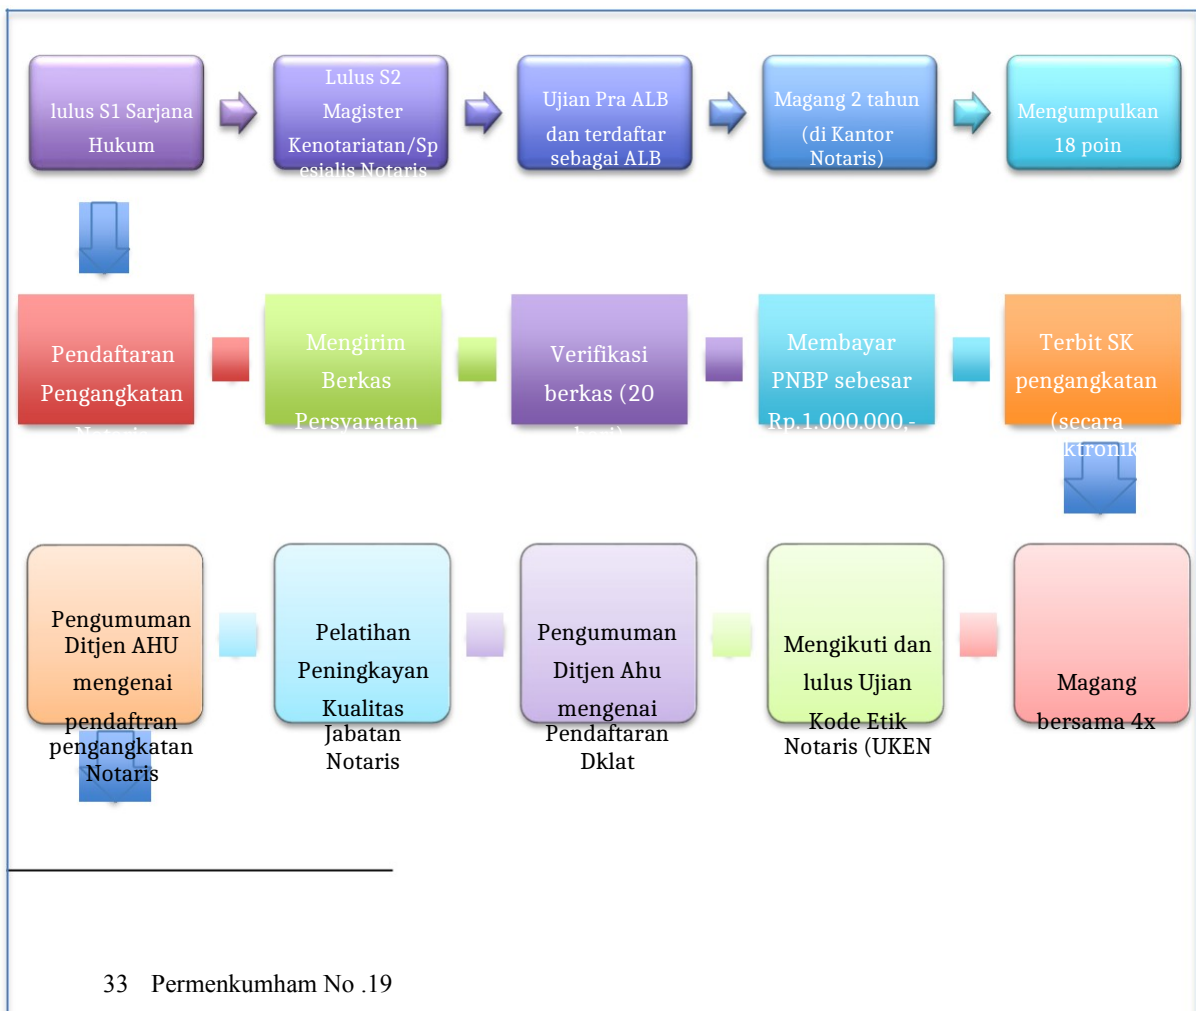 lulus S1 Sarjana
Hukum
Lulus S2
Magister
Kenotariatan/Sp
esialis Notaris
Ujian Pra ALB
dan terdaftar
sebagai ALB
Magang 2 tahun
(di Kantor
Notaris)
Mengumpulkan
18 poin
Pendaftaran
Pengangkatan
Notaris
Mengirim
Berkas
Persyaratan
Verifikasi
berkas (20
hari)
Membayar
PNBP sebesar
Rp.1.000.000,-
Terbit SK
pengangkatan
(secara
ktronik
Pengumuman
Ditjen AHU
mengenai
pendaftran
pengangkatan
Notaris
Pelatihan
Peningkayan
Kualitas
Jabatan
Notaris
Pengumuman
Ditjen Ahu
mengenai
Pendaftaran
Dklat
Mengikuti dan
lulus Ujian
Kode Etik
Notaris (UKEN
Magang
bersama 4x
33 Permenkumham No .19